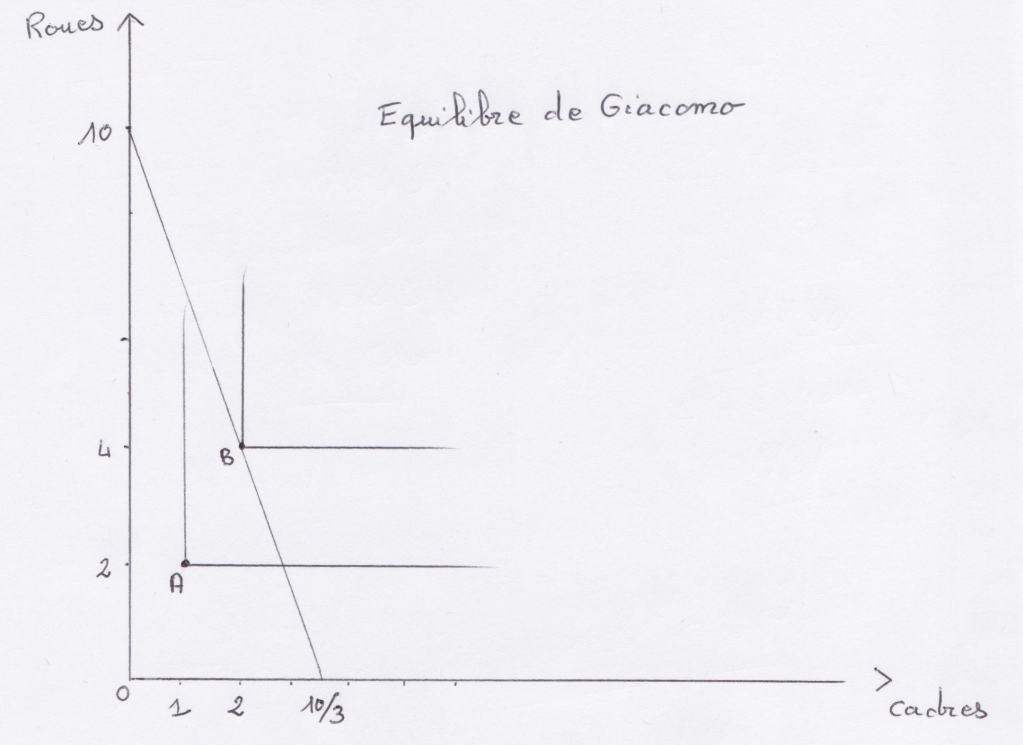 Roues
Equilibre de Giacomo
10
4
B
2
A
0
1 2 10/3
cadres